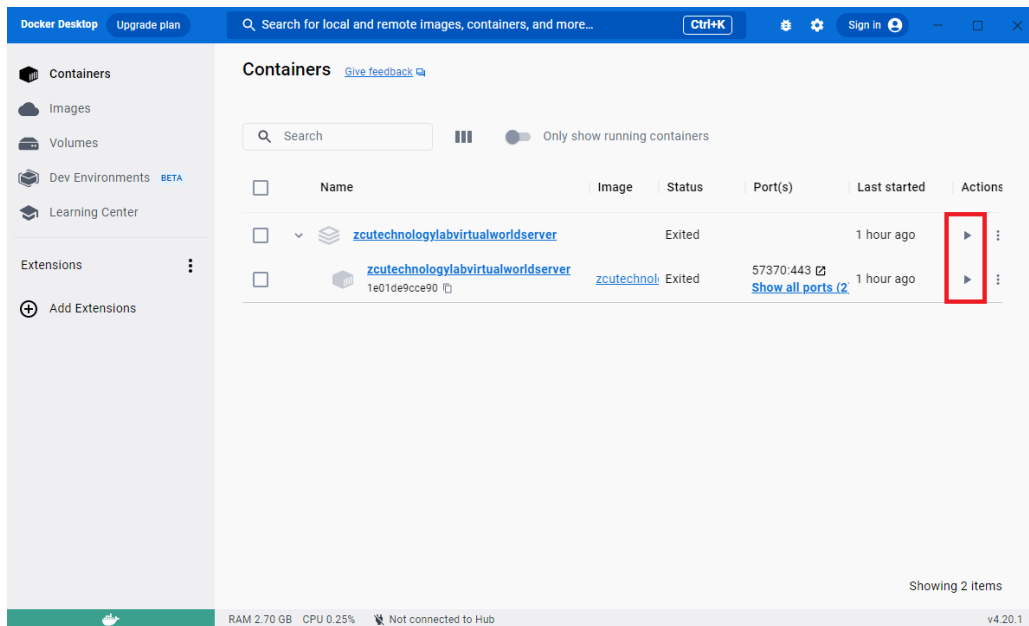 Docker Desktop Upgrade plan Search for local and remote images, containers, and more... Ctrl+K Sign in
Containers
Images
Volumes
Dev Environments BETA
Learning Center
Extensions
Add Extensions
Containers Give feedback
Search Only show running containers
Name Image Status Port(s) Last started Actions
zcutechnologylabvirtualworldserver Exited 1 hour ago
zcutechnologylabvirtualworldserver zcutechnol Exited 57370:443 1 hour ago
1e01de9cce90 Show all ports (2
Showing 2 items
RAM 2.70 GB CPU 0.25% Not connected to Hub v4.20.1